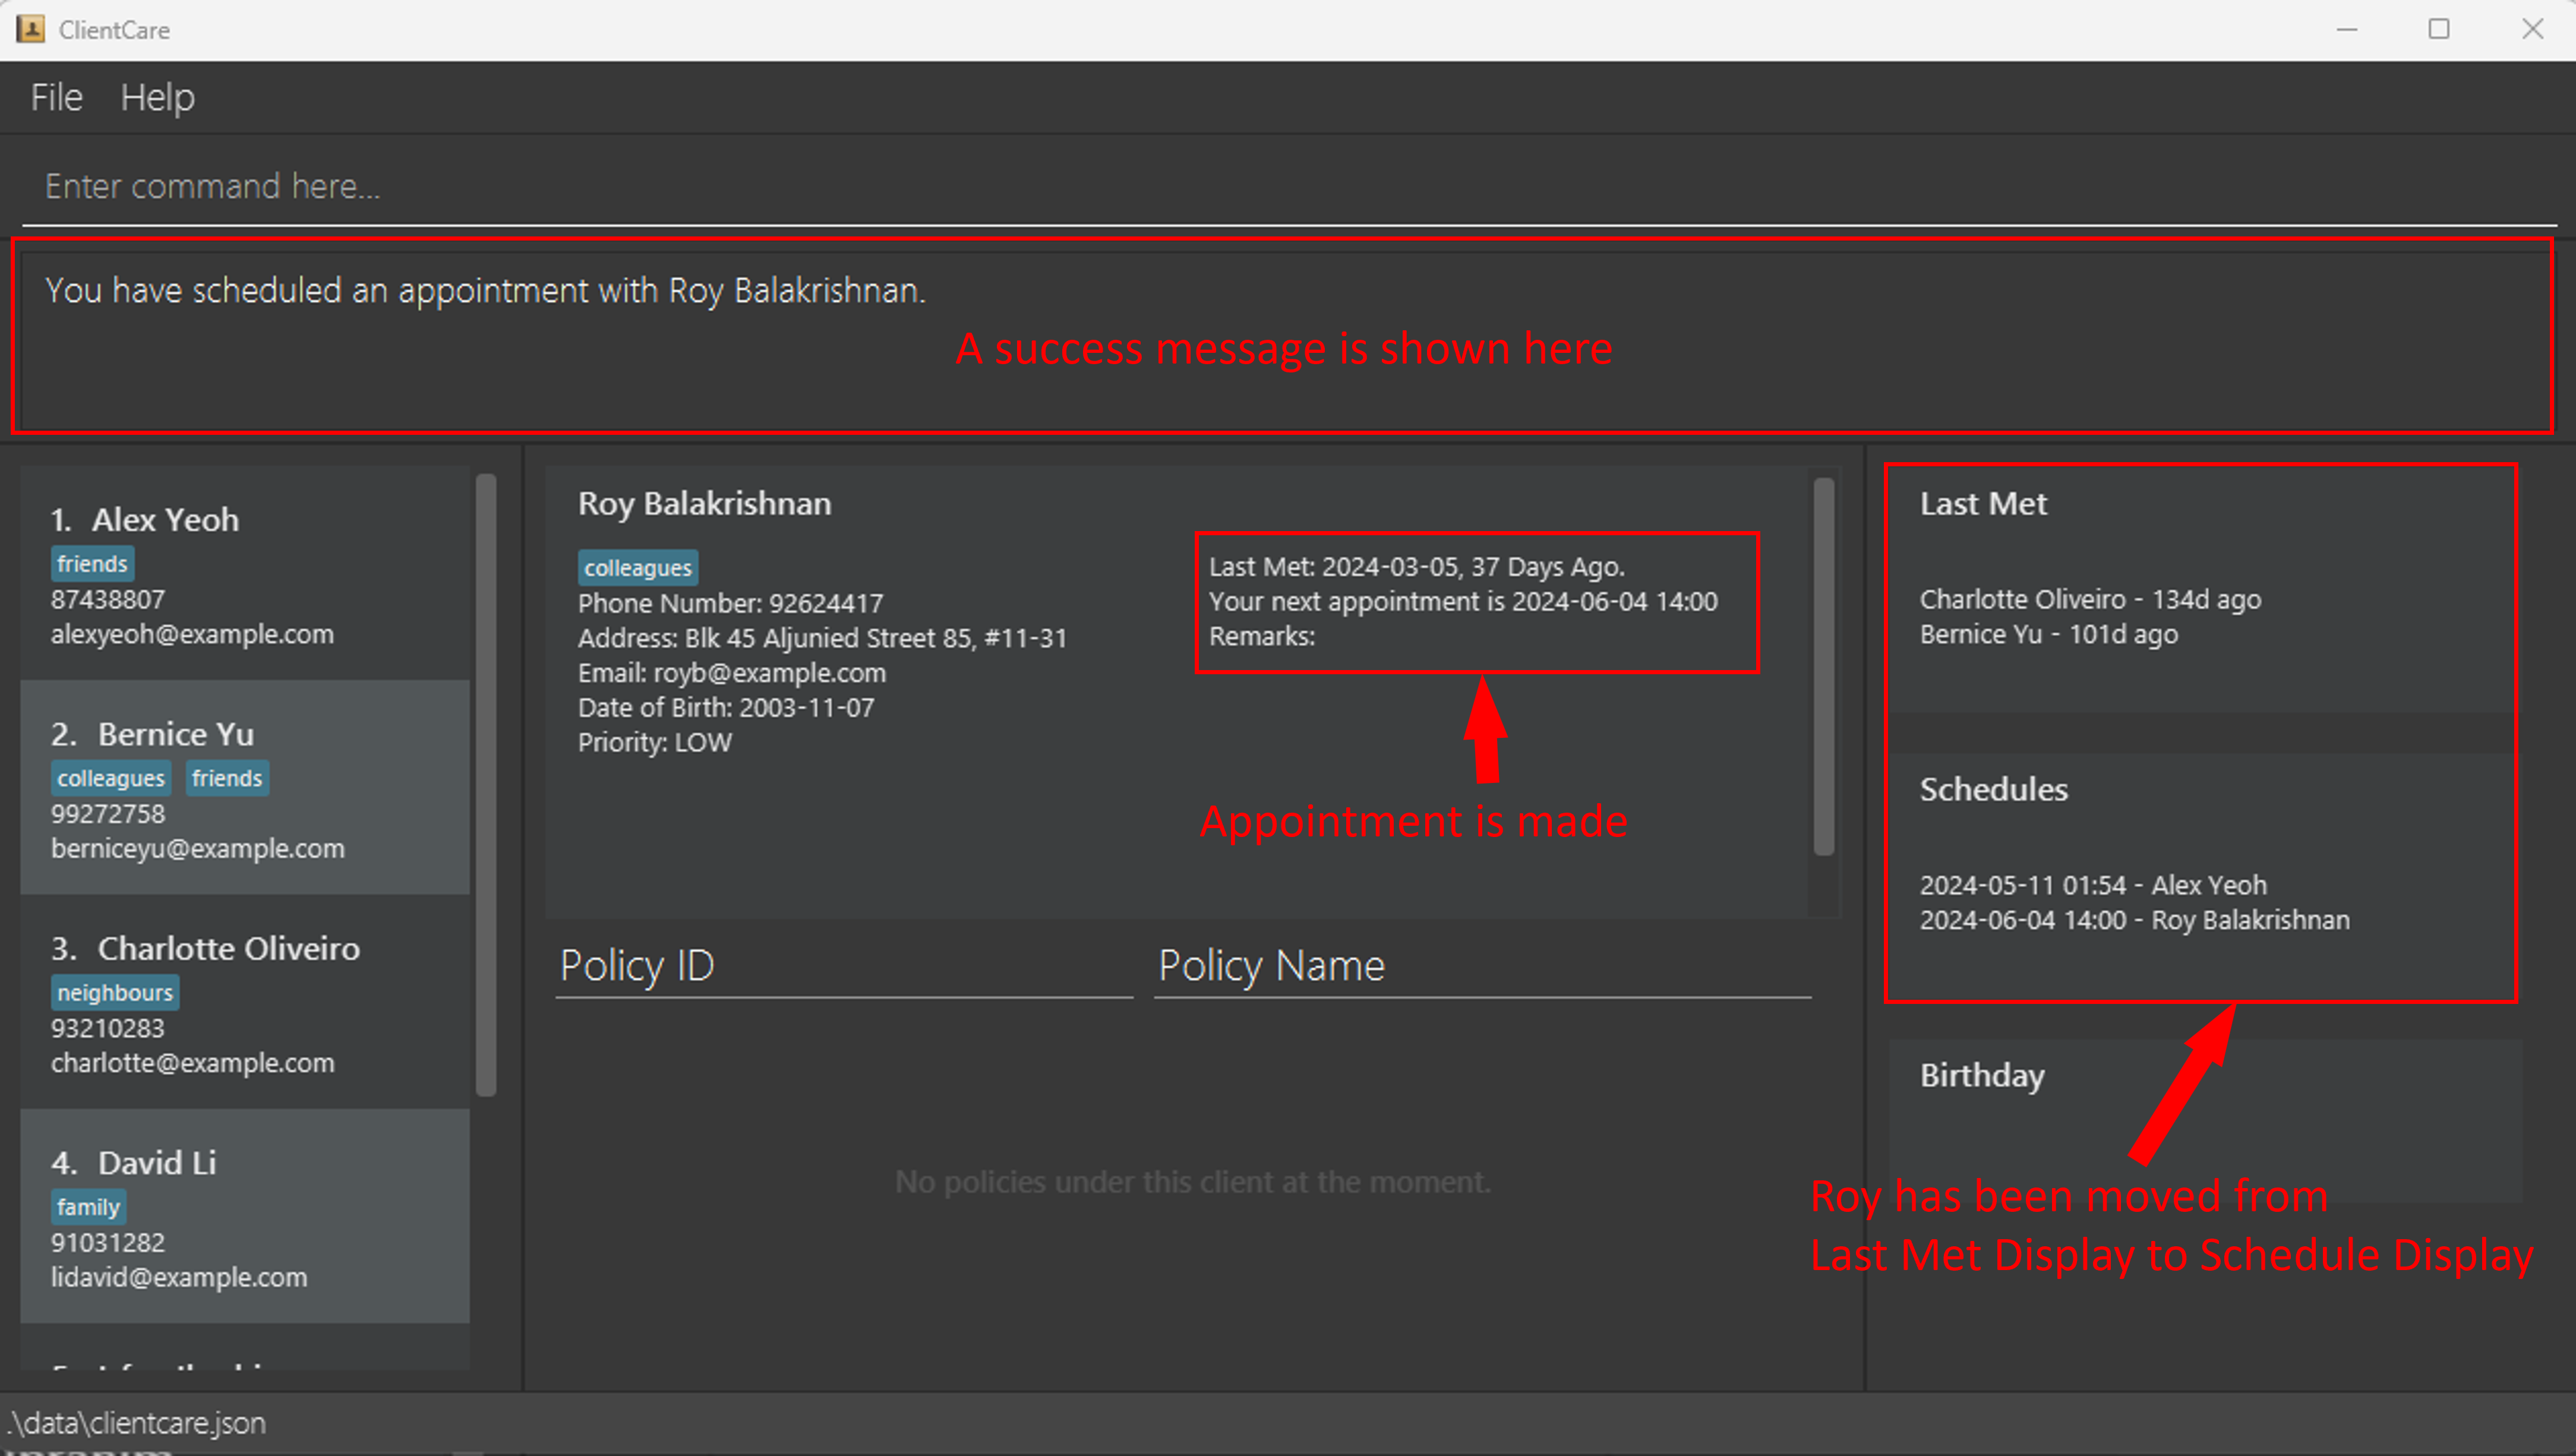 ClientCare
File Help
Enter command here...
You have scheduled an appointment with Roy Balakrishnan.
A success message is shown here
1. Alex Yeoh
friends
87438807
alexyeoh@example.com
2. Bernice Yu
colleagues friends
99272758
berniceyu@example.com
3. Charlotte Oliveiro
neighbours
93210283
charlotte@example.com
4. David Li
family
91031282
lidavid@example.com
Roy Balakrishnan
colleagues
Phone Number: 92624417
Address: Blk 45 Aljunied Street 85, #11-31
Email: royb@example.com
Date of Birth: 2003-11-07
Priority: LOW
Last Met: 2024-03-05, 37 Days Ago.
Your next appointment is 2024-06-04 14:00
Remarks:
Appointment is made
Policy ID Policy Name
No policies under this client at the moment.
Last Met
Charlotte Oliveiro - 134d ago
Bernice Yu - 101d ago
Schedules
2024-05-11 01:54 - Alex Yeoh
2024-06-04 14:00 - Roy Balakrishnan
Birthday
Roy has been moved from
Last Met Display to Schedule Display
.\data\clientcare.json